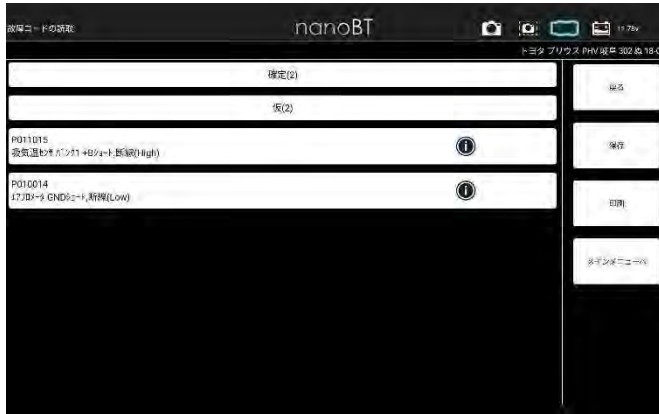 故障コードの読取
nanoBT
11.78v
トヨタ プリウス PHV 岐阜 302 ぬ 18-0
確定(2)
仮(2)
P011015
吸気温センサ バンク1 +Bショート,断線(High)
P010014
エアフロメータ GNDショート,断線(Low)
戻る
保存
印刷
メインメニューへ